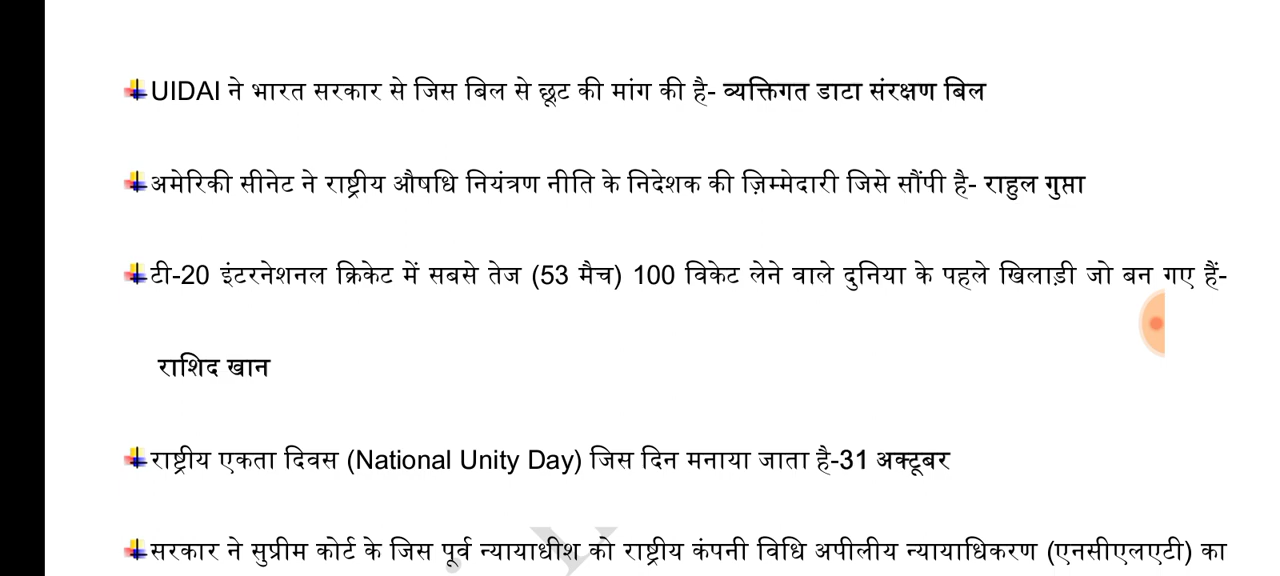 UIDAI ने भारत सरकार से जिस बिल से छूट की मांग की है- व्यक्तिगत डाटा संरक्षण बिल
अमेरिकी सीनेट ने राष्ट्रीय औषधि नियंत्रण नीति के निदेशक की ज़िम्मेदारी जिसे सौंपी है- राहुल गुप्ता
टी-20 इंटरनेशनल क्रिकेट में सबसे तेज (53 मैच) 100 विकेट लेने वाले दुनिया के पहले खिलाड़ी जो बन गए हैं-
राशिद खान
राष्ट्रीय एकता दिवस (National Unity Day) जिस दिन मनाया जाता है-31 अक्टूबर
सरकार ने सुप्रीम कोर्ट के जिस पूर्व न्यायाधीश को राष्ट्रीय कंपनी विधि अपीलीय न्यायाधिकरण (एनसीएलएटी) का